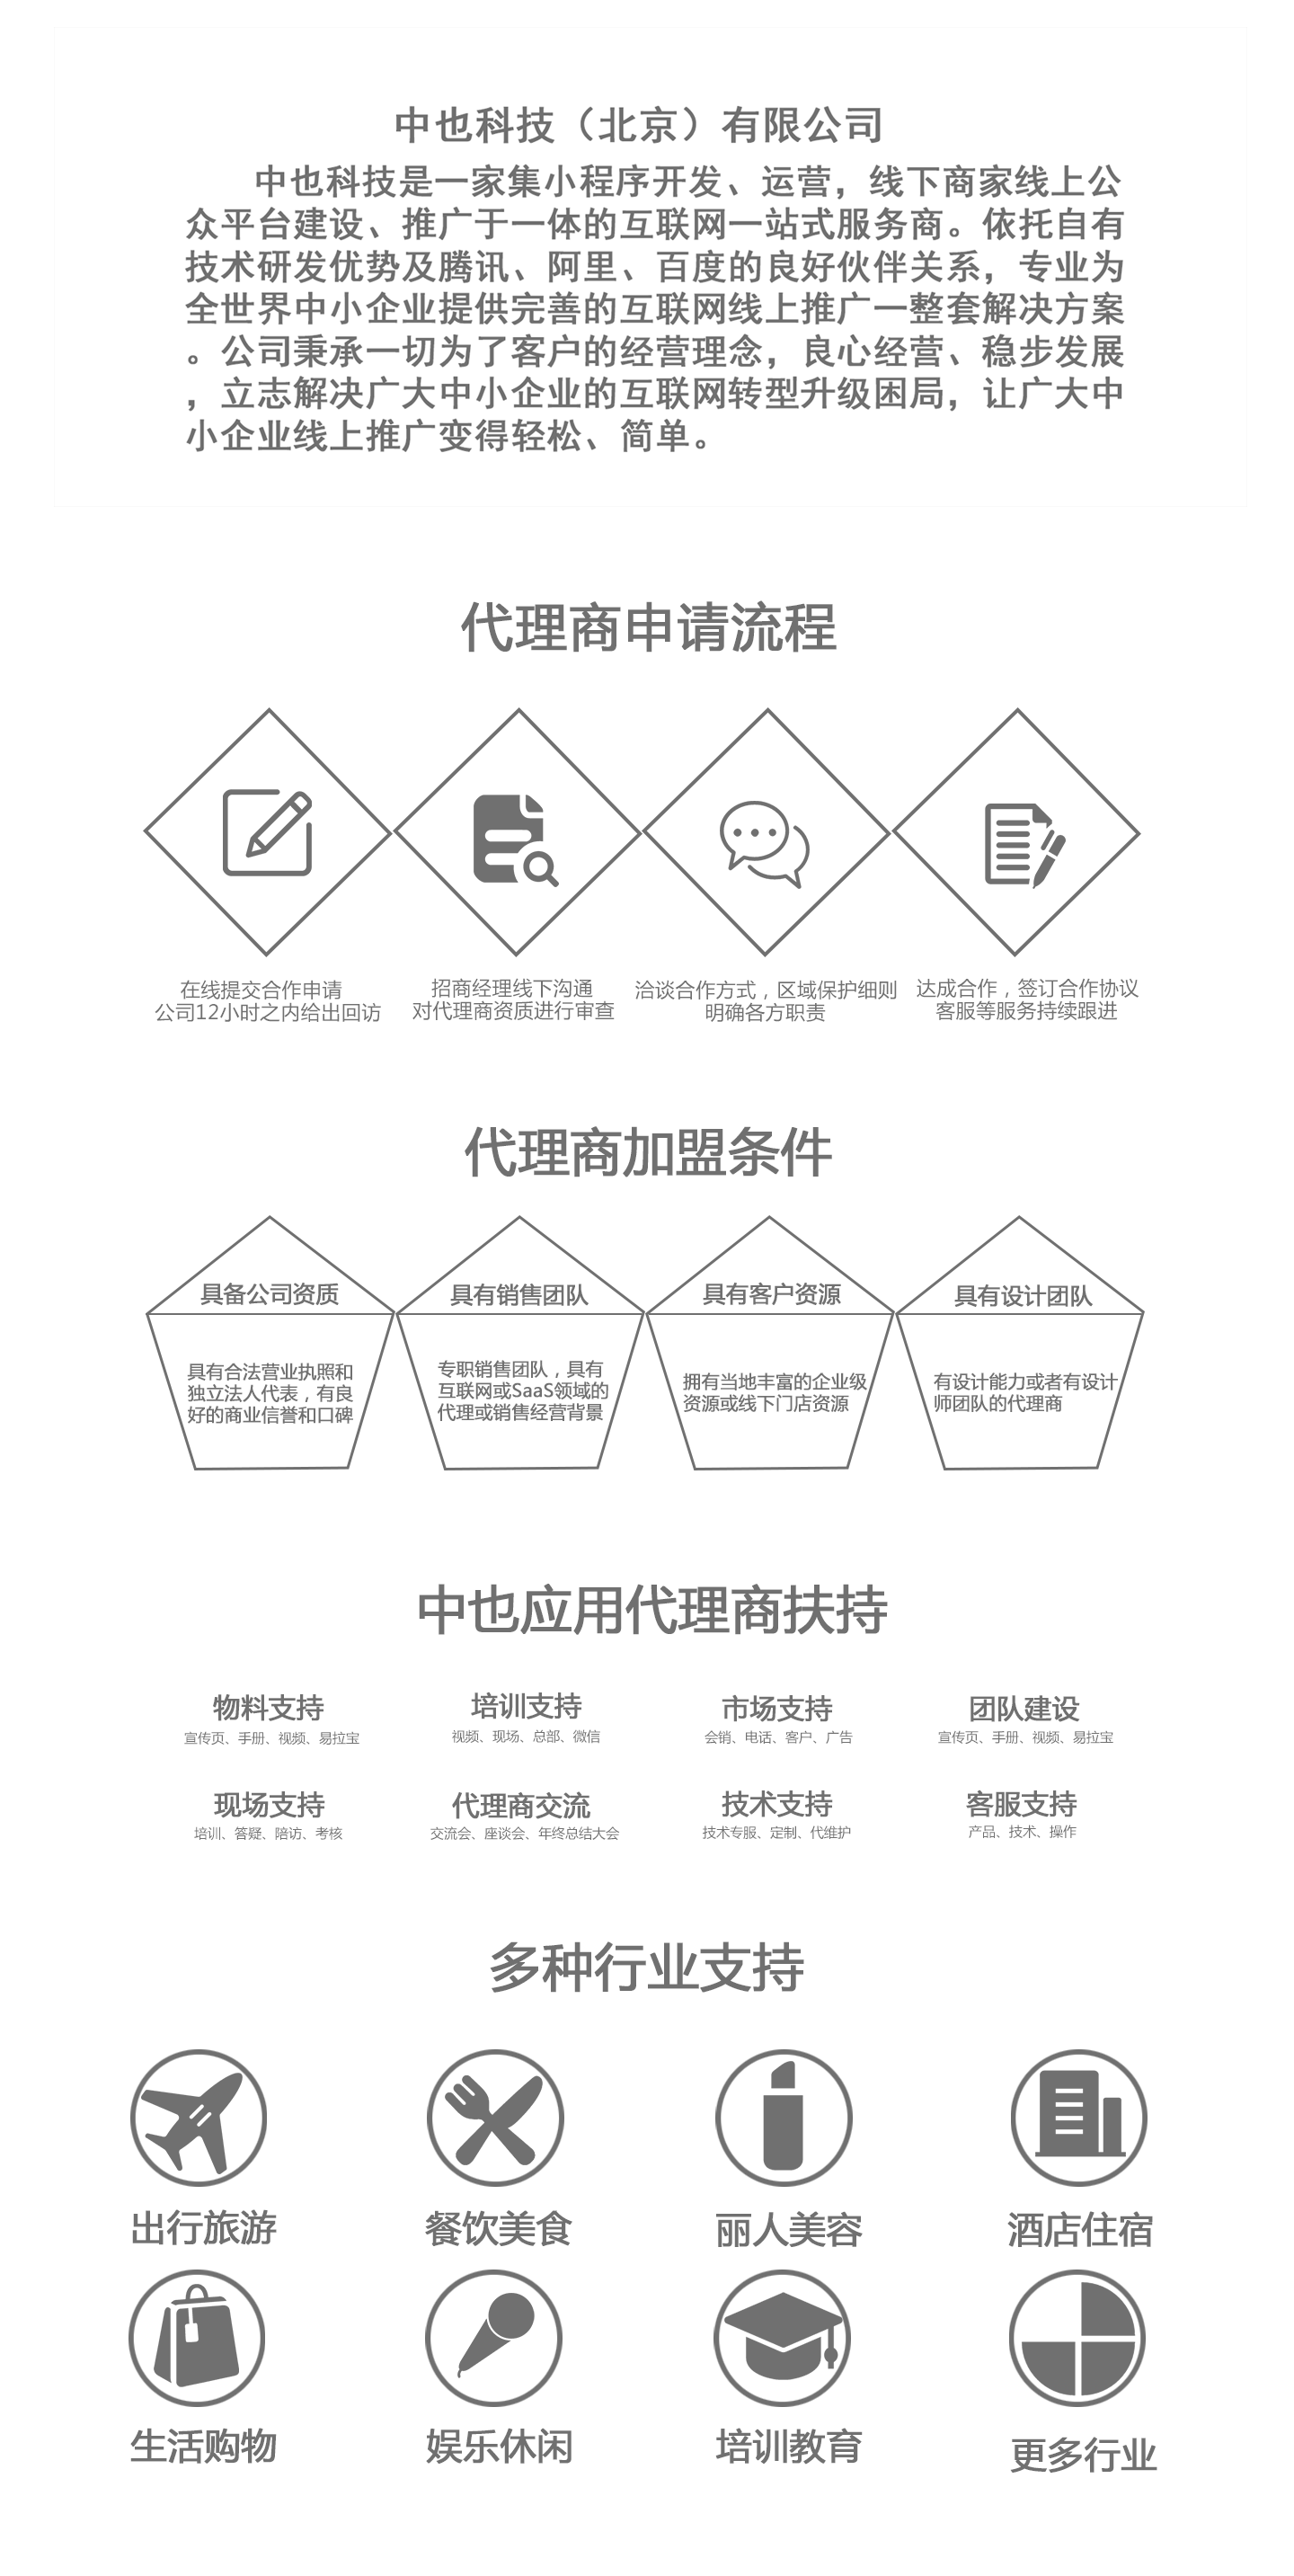 中也科技（北京）有限公司
中也科技是一家集小程序开发、运营，线下商家线上公
众平台建设、推广于一体的互联网一站式服务商。依托自有
技术研发优势及腾讯、阿里、百度的良好伙伴关系，专业为
全世界中小企业提供完善的互联网线上推广一整套解决方案
。公司秉承一切为了客户的经营理念，良心经营、稳步发展
，立志解决广大中小企业的互联网转型升级困局，让广大中
小企业线上推广变得轻松、简单。
代理商申请流程
在线提交合作申请
公司12小时之内给出回访
招商经理线下沟通
对代理商资质进行审查
洽谈合作方式，区域保护细则
明确各方职责
达成合作，签订合作协议
客服等服务持续跟进
代理商加盟条件
具备公司资质
具有合法营业执照和
独立法人代表，有良
好的商业信誉和口碑
具有销售团队
专职销售团队，具有
互联网或SaaS领域的
代理或销售经营背景
具有客户资源
拥有当地丰富的企业级
资源或线下门店资源
具有设计团队
有设计能力或者有设计
师团队的代理商
中也应用代理商扶持
物料支持
宣传页、手册、视频、易拉宝
培训支持
视频、现场、总部、微信
市场支持
会销、电话、客户、广告
团队建设
宣传页、手册、视频、易拉宝
现场支持
培训、答疑、陪访、考核
代理商交流
交流会、座谈会、年终总结大会
技术支持
技术专服、定制、代维护
客服支持
产品、技术、操作
多种行业支持
出行旅游
餐饮美食
丽人美容
酒店住宿
生活购物
娱乐休闲
培训教育
更多行业